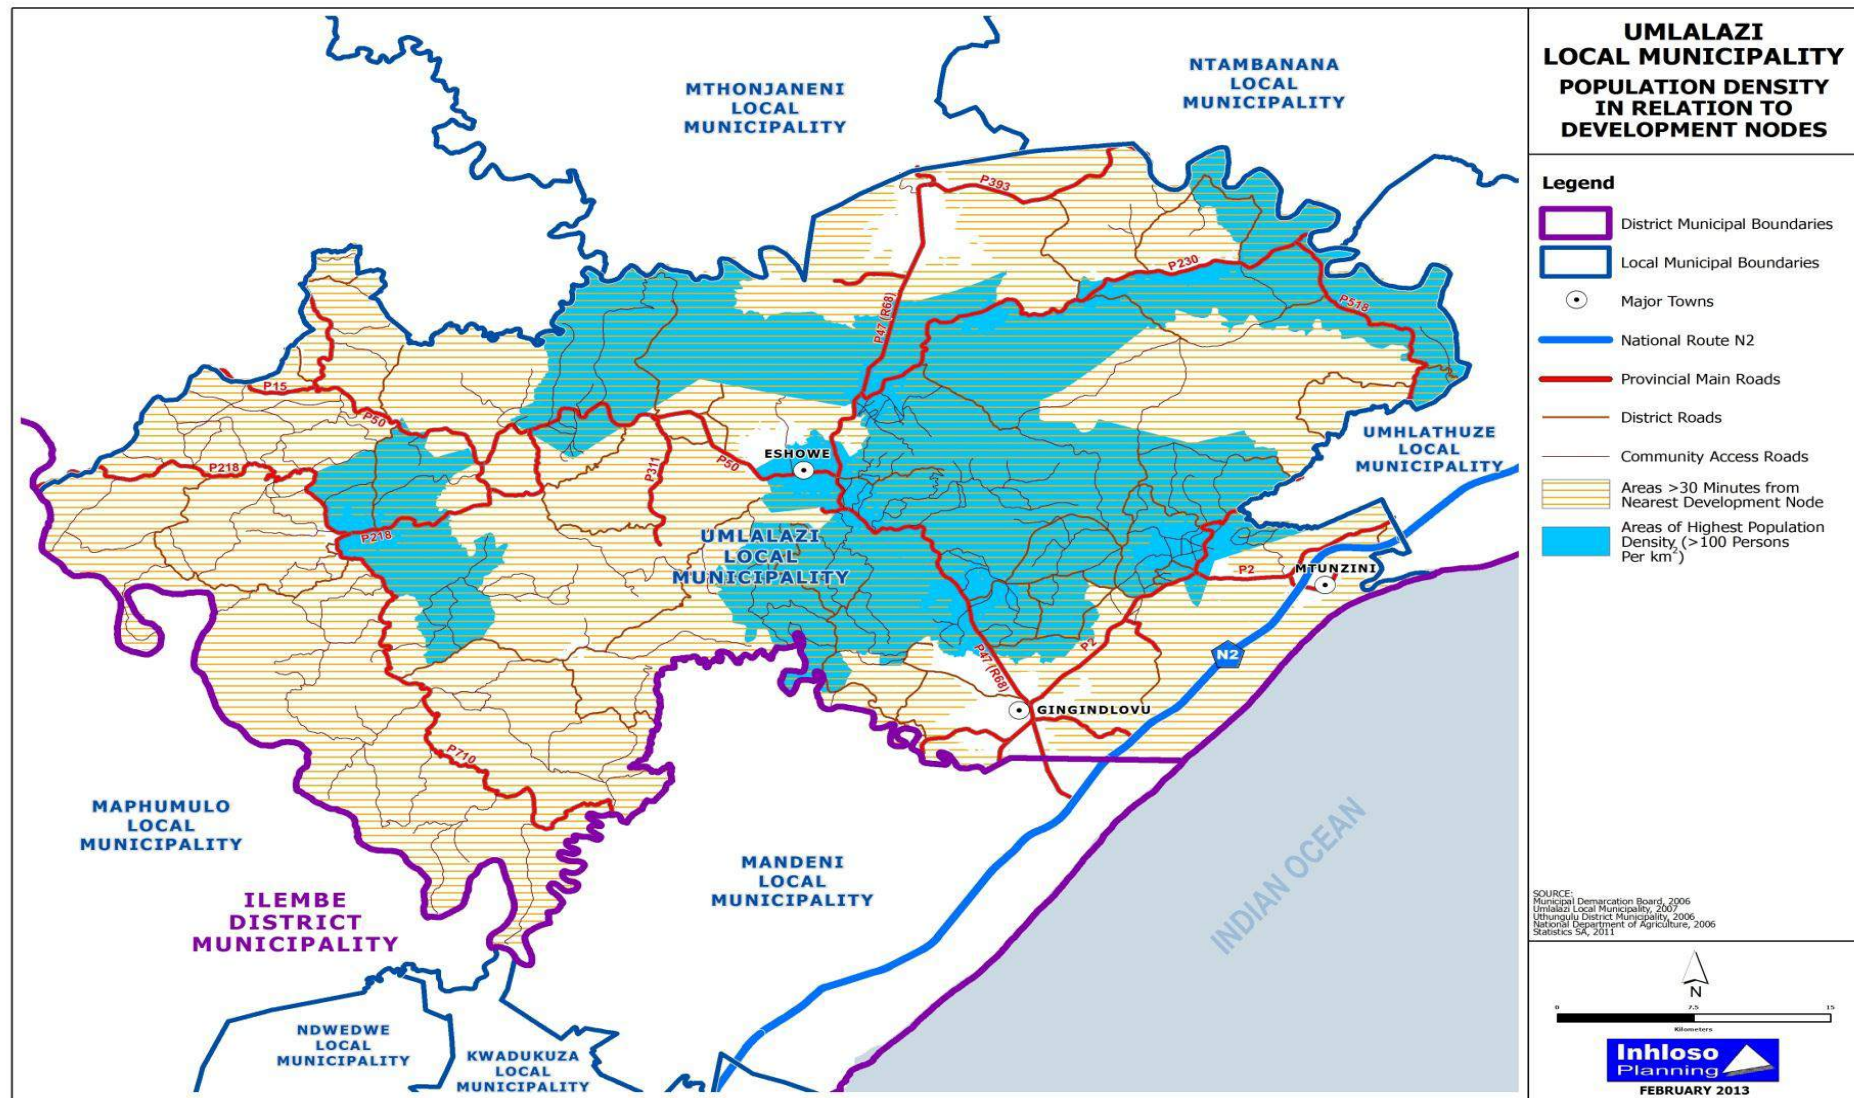 UMLALAZI
LOCAL MUNICIPALITY
POPULATION DENSITY
IN RELATION TO
DEVELOPMENT NODES
Legend
District Municipal Boundaries
Local Municipal Boundaries
Major Towns
National Route N2
Provincial Main Roads
District Roads
Community Access Roads
Areas >30 Minutes from
Nearest Development Node
Areas of Highest Population
Density (>100 Persons
Per km²)
SOURCE:
Municipal Demarcation Board, 2006
Umlalazi Local Municipality, 2007
Uthungulu District Municipality, 2006
National Department of Agriculture, 2006
Statistics SA, 2011
N
0 7.5 15
Kilometers
Inhloso
Planning
FEBRUARY 2013
MTHONJANENI
LOCAL
MUNICIPALITY
NTAMBANANA
LOCAL
MUNICIPALITY
P393
P230
P518
P47 (R68)
P15
P50
P218
P311
P50
ESHOWE
UMHLATHUZE
LOCAL
MUNICIPALITY
P218
UMLALAZI
LOCAL
MUNICIPALITY
P2
MTUNZINI
P2
N2
P47 (R68)
GINGINDLOVU
P710
MAPHUMULO
LOCAL
MUNICIPALITY
MANDENI
LOCAL
MUNICIPALITY
INDIAN OCEAN
ILEMBE
DISTRICT
MUNICIPALITY
NDWEDWE
LOCAL
MUNICIPALITY
KWADUKUZA
LOCAL
MUNICIPALITY